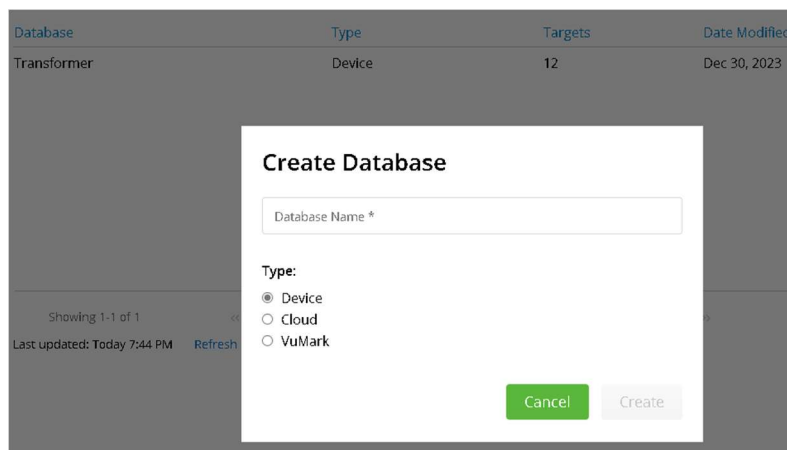 Database Type Targets Date Modified
Transformer Device 12 Dec 30, 2023
Create Database
Database Name *
Type:
Device
Cloud
VuMark
Showing 1-1 of 1 « »
Last updated: Today 7:44 PM Refresh
Cancel Create